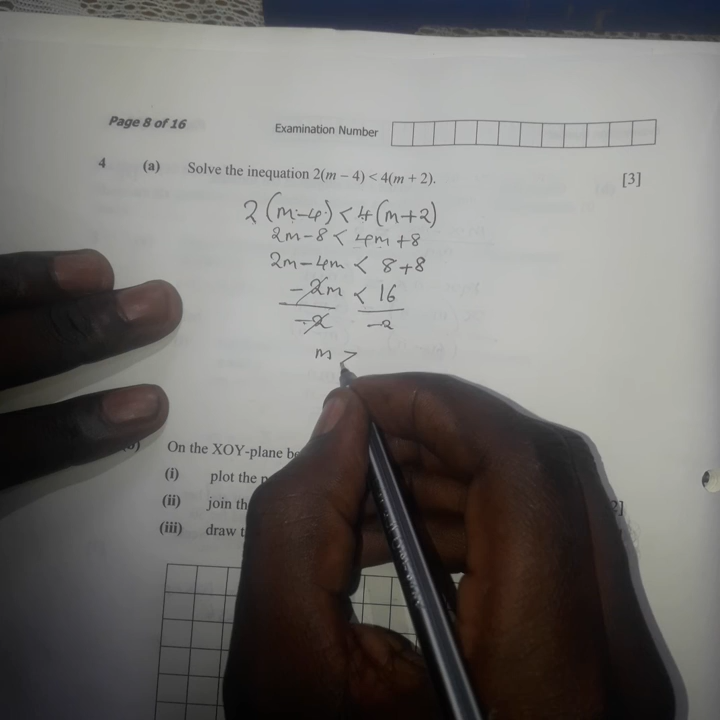 Page 8 of 16
Examination Number
4 (a) Solve the inequation 2(m – 4) < 4(m + 2). [3]
2(m-4) < 4(m+2)
2m-8 < 4m+8
2m-4m < 8+8
-2m < 16
-2 -2
m >
On the XOY-plane
(i) plot the
(ii) join
(iii) draw